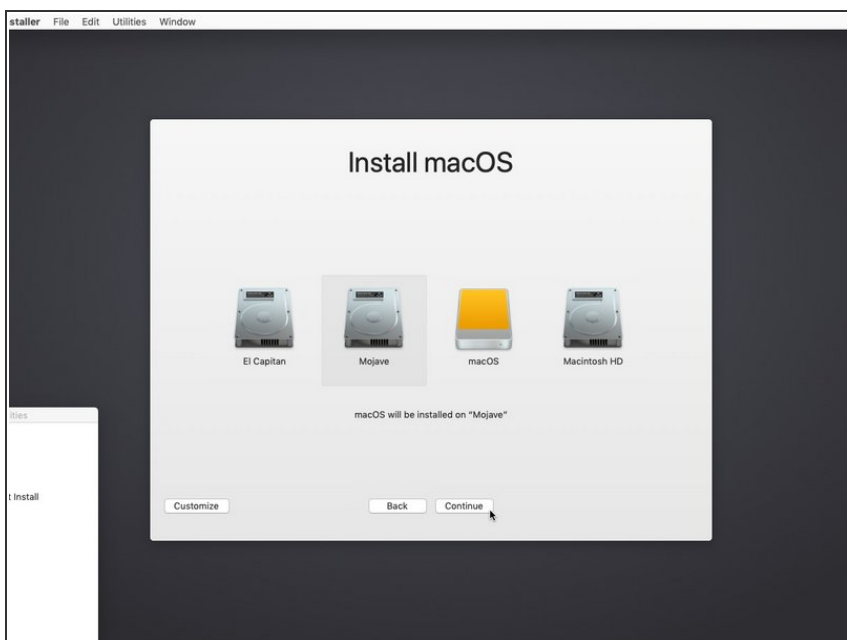 staller File Edit Utilities Window
Install macOS
El Capitan Mojave macOS Macintosh HD
ities
macOS will be installed on “Mojave”
t Install
Customize Back Continue